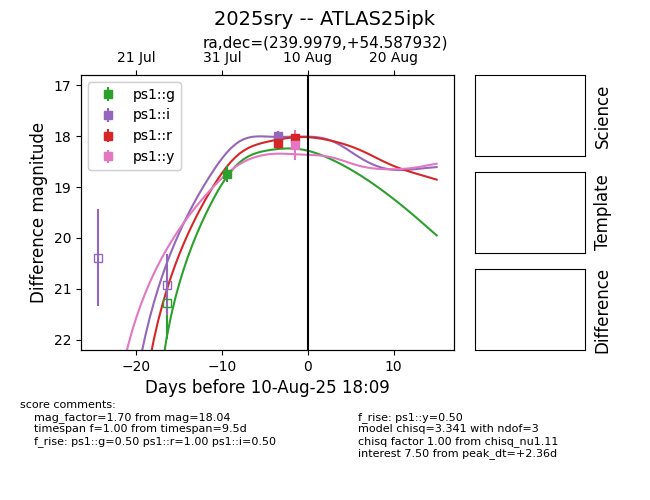 2025sry -- ATLAS25ipk
ra,dec=(239.9979,+54.587932)
21 Jul
31 Jul
10 Aug
20 Aug
ps1::g
ps1::i
ps1::r
ps1::y
17
18
19
20
21
22
Difference magnitude
−20
−10
0
10
Days before 10-Aug-25 18:09
Science
Template
Difference
score comments:
mag_factor=1.70 from mag=18.04
timespan f=1.00 from timespan=9.5d
f_rise: ps1::g=0.50 ps1::r=1.00 ps1::i=0.50
f_rise: ps1::y=0.50
model chisq=3.341 with ndof=3
chisq factor 1.00 from chisq_nu1.11
interest 7.50 from peak_dt=+2.36d